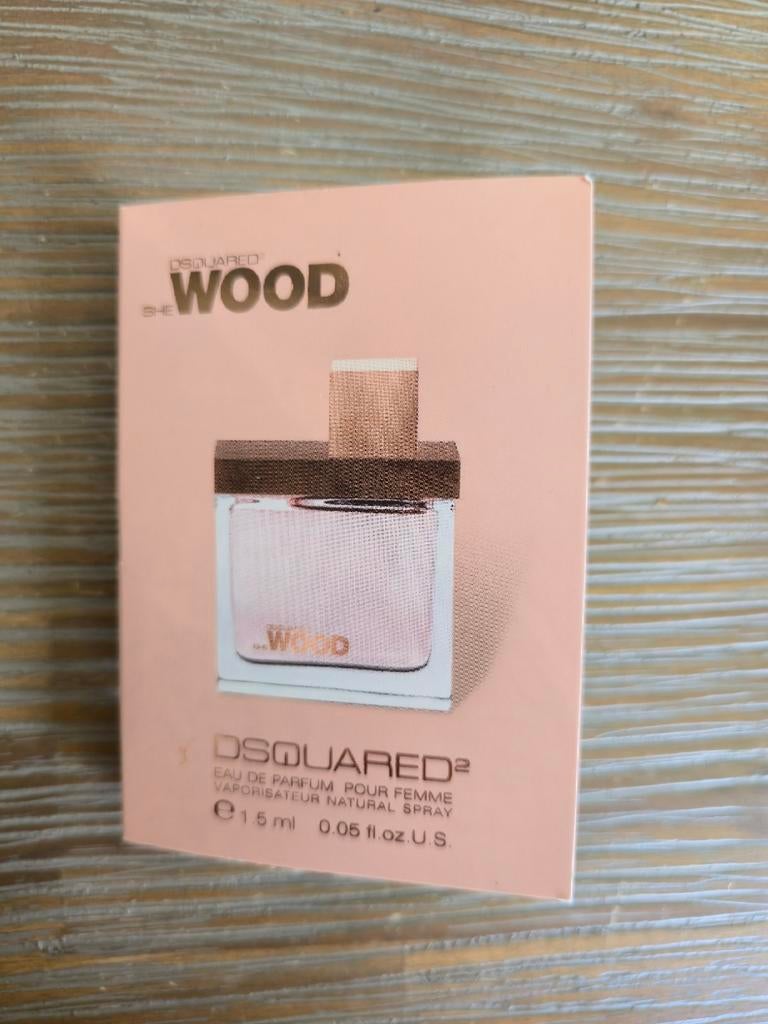 DSQUARED²
SHE WOOD
SHE WOOD
DSQUARED²
EAU DE PARFUM POUR FEMME
VAPORISATEUR NATURAL SPRAY
℮ 1.5 ml 0.05 fl.oz.U.S.